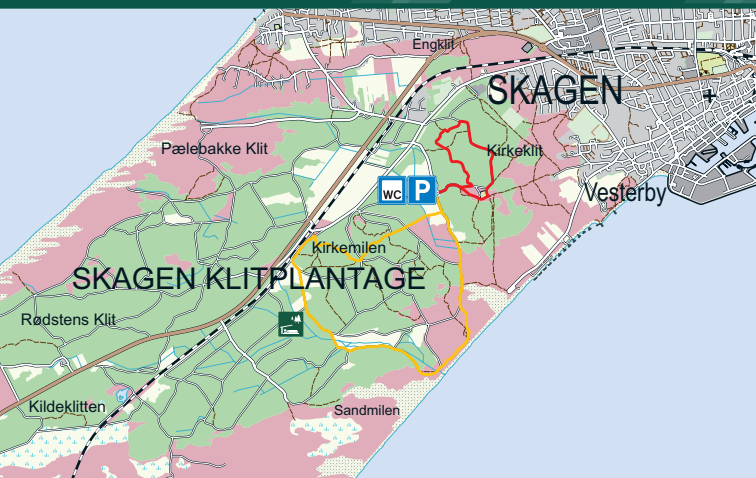 Engklit
SKAGEN
Pælebakke Klit
Kirkeklit
WC
P
Vesterby
Kirkemilen
SKAGEN KLITPLANTAGE
Rødstens Klit
Kildeklitten
Sandmilen